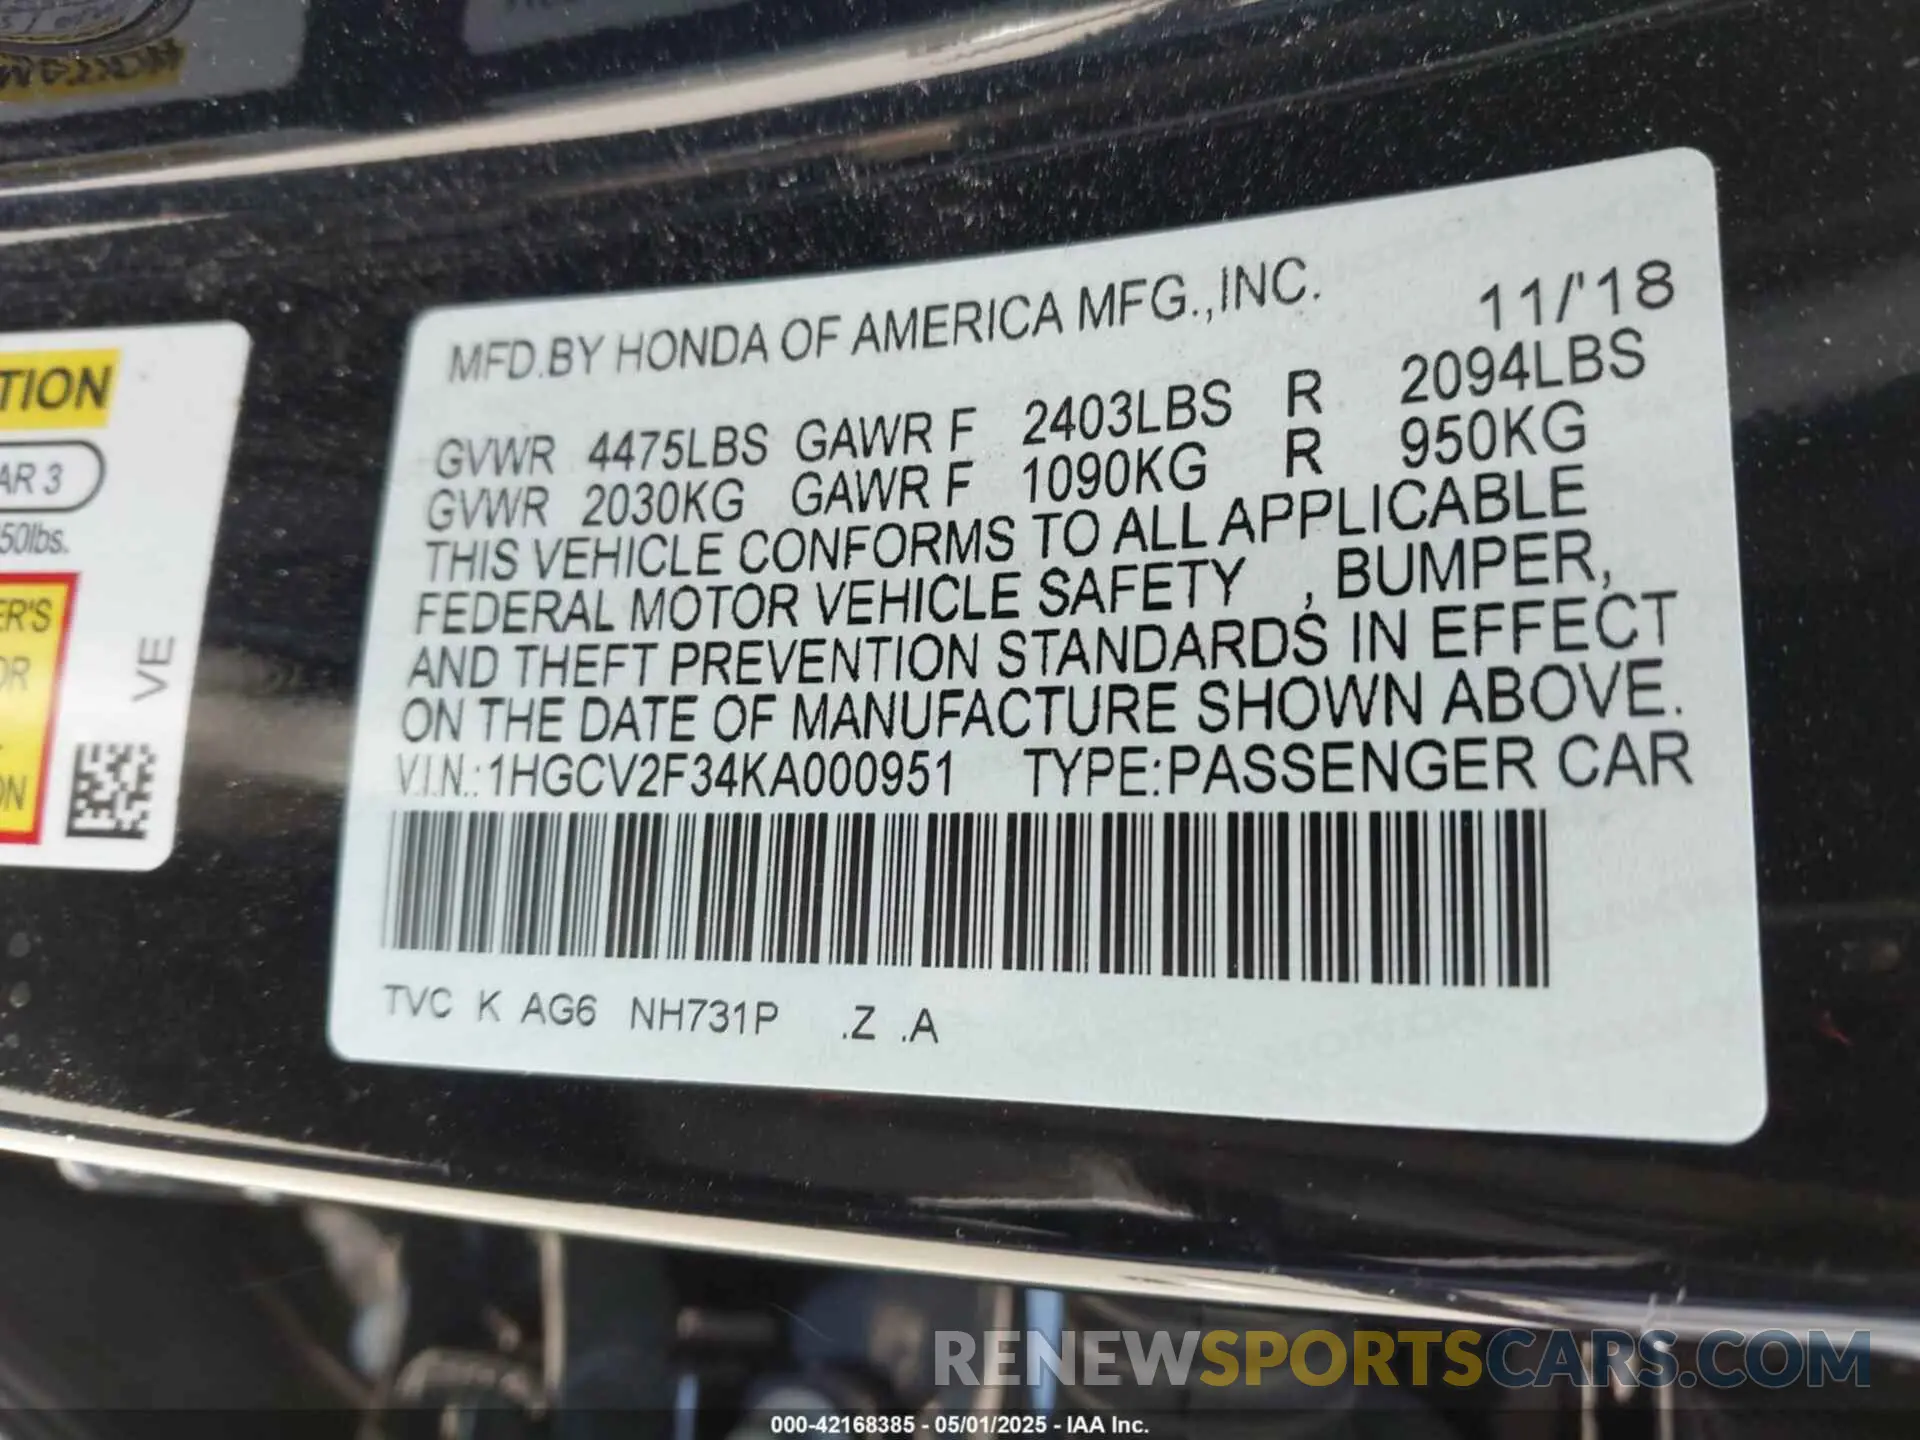 MFD.BY HONDA OF AMERICA MFG.,INC. 11/'18
GVWR 4475LBS GAWR F 2403LBS R 2094LBS
GVWR 2030KG GAWR F 1090KG R 950KG
THIS VEHICLE CONFORMS TO ALL APPLICABLE
FEDERAL MOTOR VEHICLE SAFETY , BUMPER,
AND THEFT PREVENTION STANDARDS IN EFFECT
ON THE DATE OF MANUFACTURE SHOWN ABOVE.
V.I.N.:1HGCV2F34KA000951 TYPE:PASSENGER CAR
TVC K AG6 NH731P .Z .A
TION
AR 3
50lbs.
ER'S
OR
ON
VE
RENEWSPORTSCARS.COM
000-42168385 - 05/01/2025 - IAA Inc.